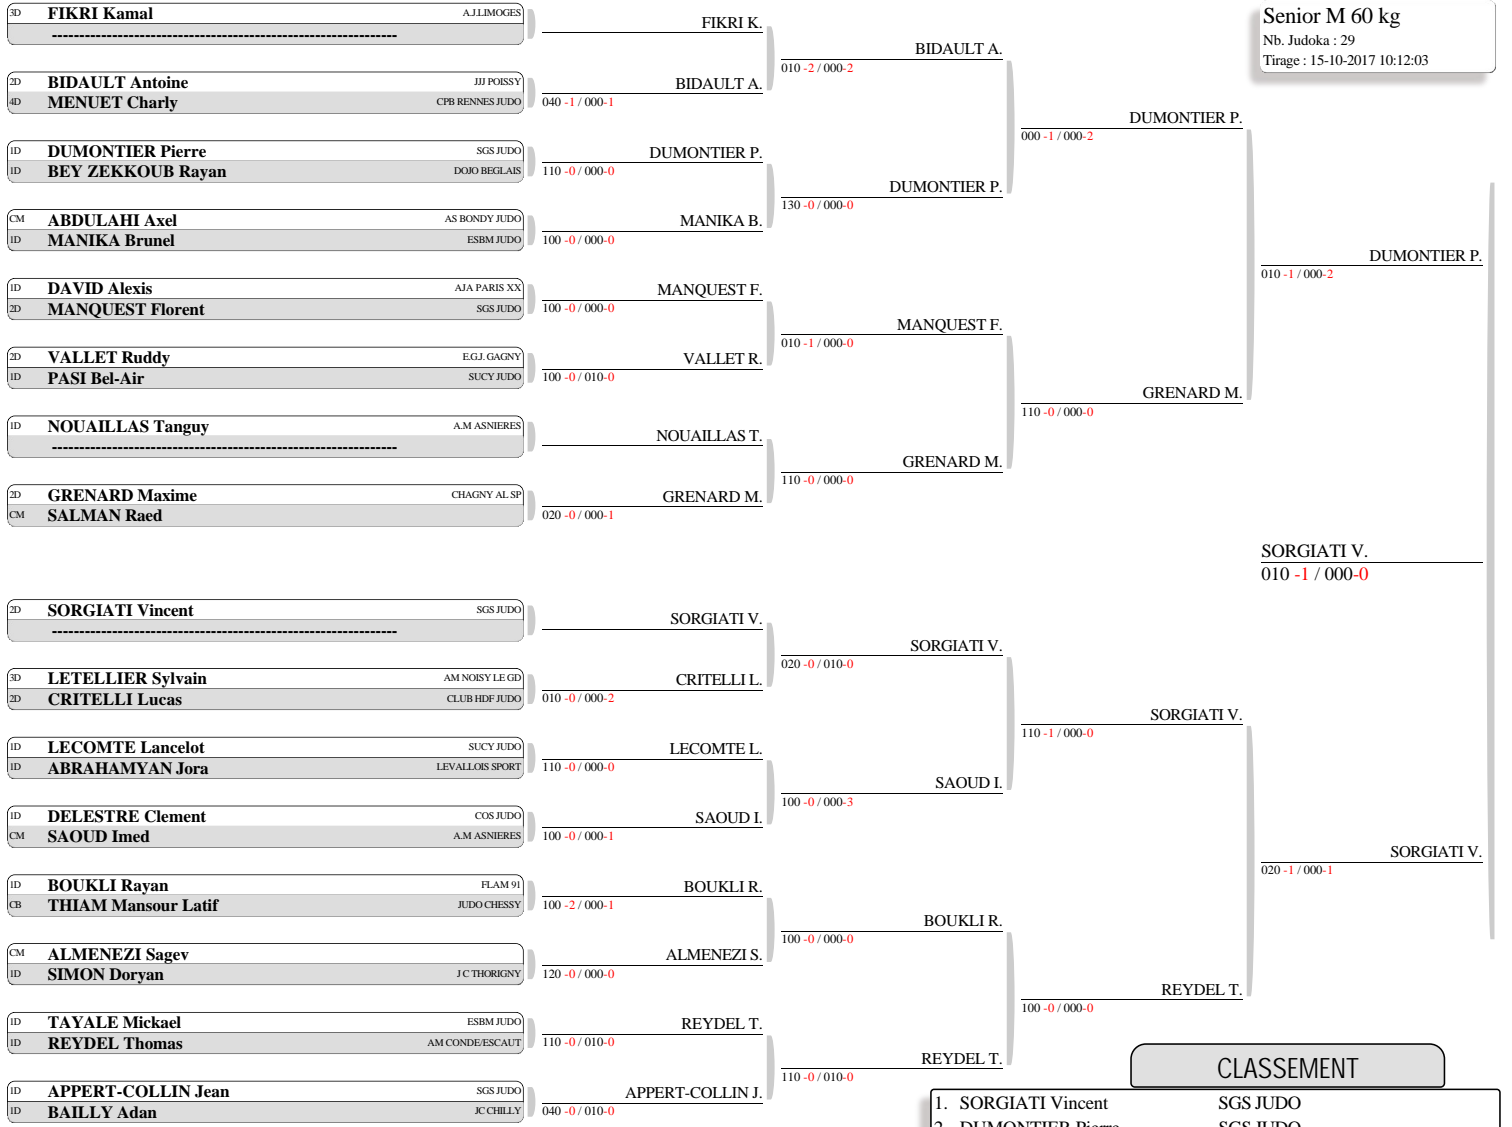 Senior M 60 kg
Nb. Judoka : 29
Tirage : 15-10-2017 10:12:03
3D FIKRI Kamal A.J.LIMOGES
---------------------------------------------------------------
2D BIDAULT Antoine JJJ POISSY
4D MENUET Charly CPB RENNES JUDO
1D DUMONTIER Pierre SGS JUDO
1D BEY ZEKKOUB Rayan DOJO BEGLAIS
CM ABDULAHI Axel AS BONDY JUDO
1D MANIKA Brunel ESBM JUDO
1D DAVID Alexis AJA PARIS XX
2D MANQUEST Florent SGS JUDO
2D VALLET Ruddy E.G.J. GAGNY
1D PASI Bel-Air SUCY JUDO
1D NOUAILLAS Tanguy A.M ASNIERES
---------------------------------------------------------------
2D GRENARD Maxime CHAGNY AL SP
CM SALMAN Raed
2D SORGIATI Vincent SGS JUDO
---------------------------------------------------------------
3D LETELLIER Sylvain AM NOISY LE GD
2D CRITELLI Lucas CLUB HDF JUDO
1D LECOMTE Lancelot SUCY JUDO
1D ABRAHAMYAN Jora LEVALLOIS SPORT
1D DELESTRE Clement COS JUDO
CM SAOUD Imed A.M ASNIERES
1D BOUKLI Rayan FLAM 91
CB THIAM Mansour Latif JUDO CHESSY
CM ALMENEZI Sagev
1D SIMON Doryan J C THORIGNY
1D TAYALE Mickael ESBM JUDO
1D REYDEL Thomas AM CONDE/ESCAUT
1D APPERT-COLLIN Jean SGS JUDO
1D BAILLY Adan JC CHILLY
FIKRI K.
BIDAULT A.
040 -1 / 000-1
DUMONTIER P.
110 -0 / 000-0
MANIKA B.
100 -0 / 000-0
MANQUEST F.
100 -0 / 000-0
VALLET R.
100 -0 / 010-0
NOUAILLAS T.
GRENARD M.
020 -0 / 000-1
SORGIATI V.
CRITELLI L.
010 -0 / 000-2
LECOMTE L.
110 -0 / 000-0
SAOUD I.
100 -0 / 000-1
BOUKLI R.
100 -2 / 000-1
ALMENEZI S.
120 -0 / 000-0
REYDEL T.
110 -0 / 010-0
APPERT-COLLIN J.
040 -0 / 010-0
BIDAULT A.
010 -2 / 000-2
DUMONTIER P.
130 -0 / 000-0
MANQUEST F.
010 -1 / 000-0
GRENARD M.
110 -0 / 000-0
SORGIATI V.
020 -0 / 010-0
SAOUD I.
100 -0 / 000-3
BOUKLI R.
100 -0 / 000-0
REYDEL T.
110 -0 / 010-0
DUMONTIER P.
000 -1 / 000-2
GRENARD M.
110 -0 / 000-0
SORGIATI V.
110 -1 / 000-0
REYDEL T.
100 -0 / 000-0
DUMONTIER P.
010 -1 / 000-2
SORGIATI V.
020 -1 / 000-1
SORGIATI V.
010 -1 / 000-0
CLASSEMENT
1. SORGIATI Vincent SGS JUDO
2. DUMONTIER Pierre SGS JUDO